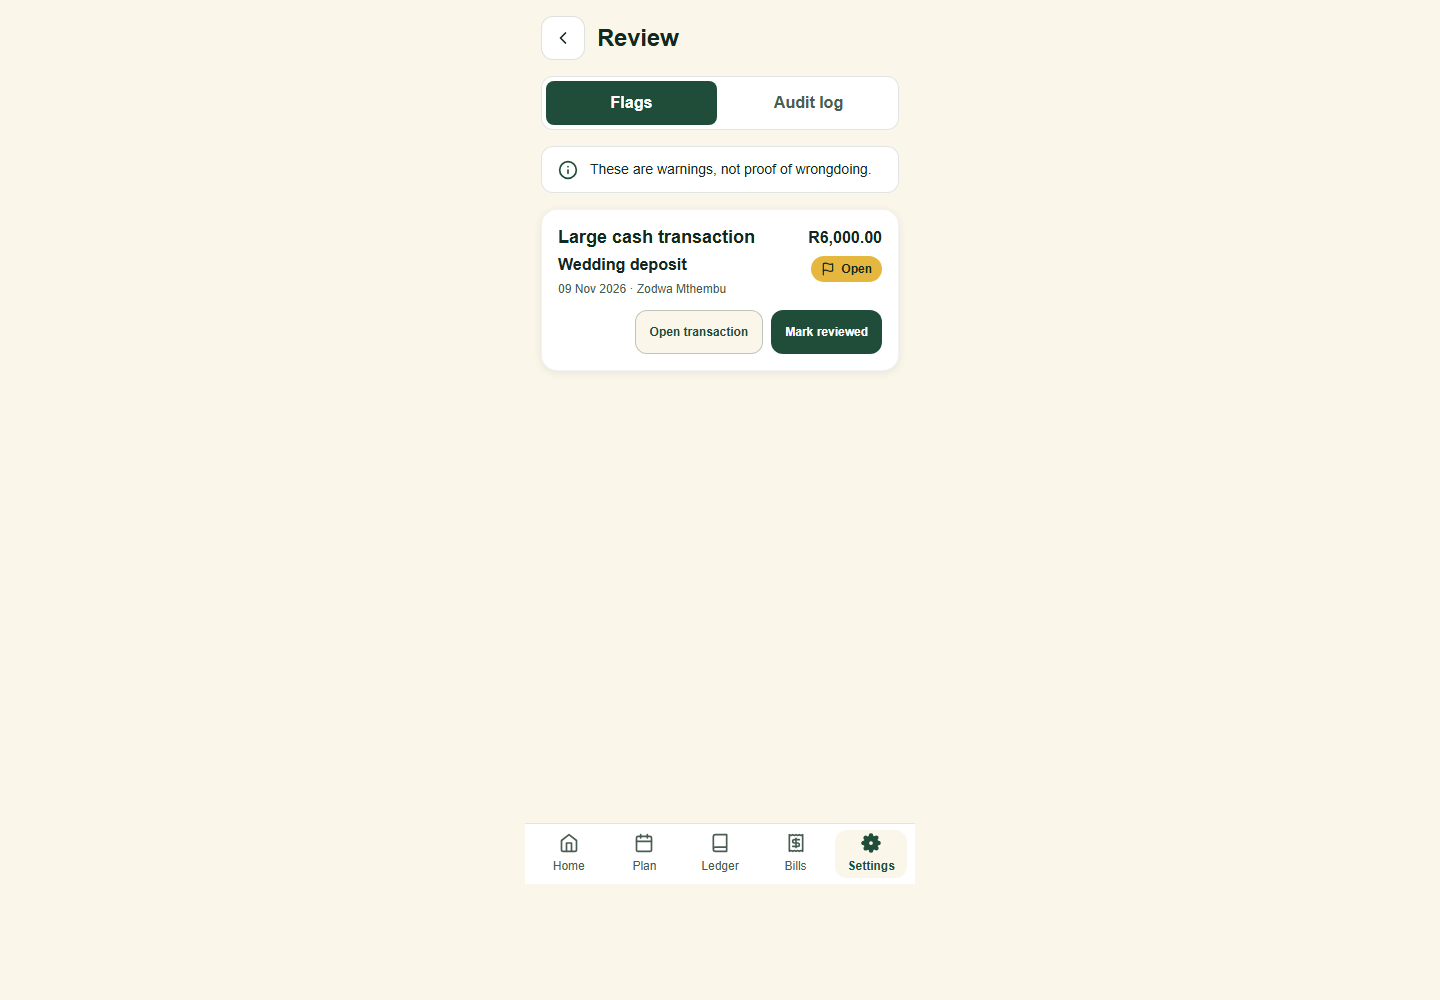 Review
Flags
Audit log
These are warnings, not proof of wrongdoing.
Large cash transaction
R6,000.00
Wedding deposit
Open
09 Nov 2026 · Zodwa Mthembu
Open transaction
Mark reviewed
Home
Plan
Ledger
Bills
Settings